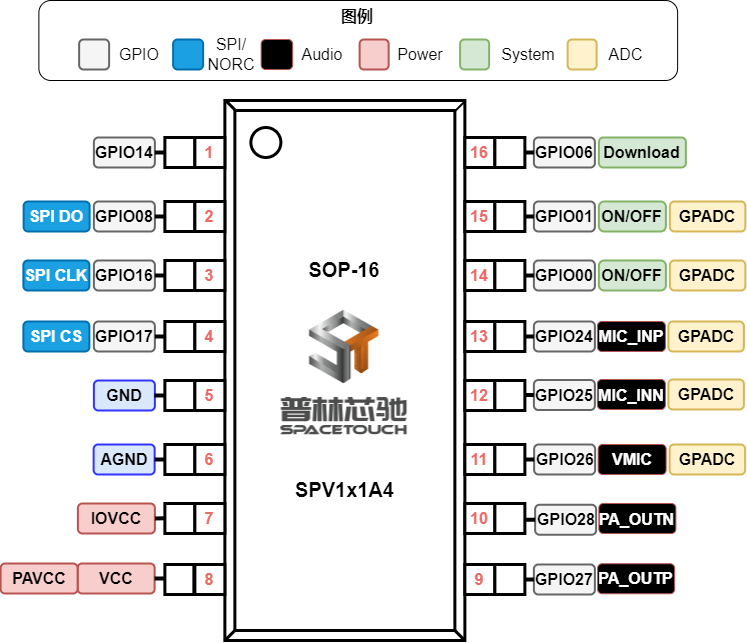 图例
GPIO
SPI/
NORC
Audio
Power
System
ADC
GPIO14 1
16 GPIO06 Download
SPI DO GPIO08 2
15 GPIO01 ON/OFF GPADC
SPI CLK GPIO16 3
14 GPIO00 ON/OFF GPADC
SOP-16
SPI CS GPIO17 4
13 GPIO24 MIC_INP GPADC
GND 5
12 GPIO25 MIC_INN GPADC
普林芯驰
SPACETOUCH
AGND 6
11 GPIO26 VMIC GPADC
SPV1x1A4
IOVCC 7
10 GPIO28 PA_OUTN
PAVCC VCC 8
9 GPIO27 PA_OUTP